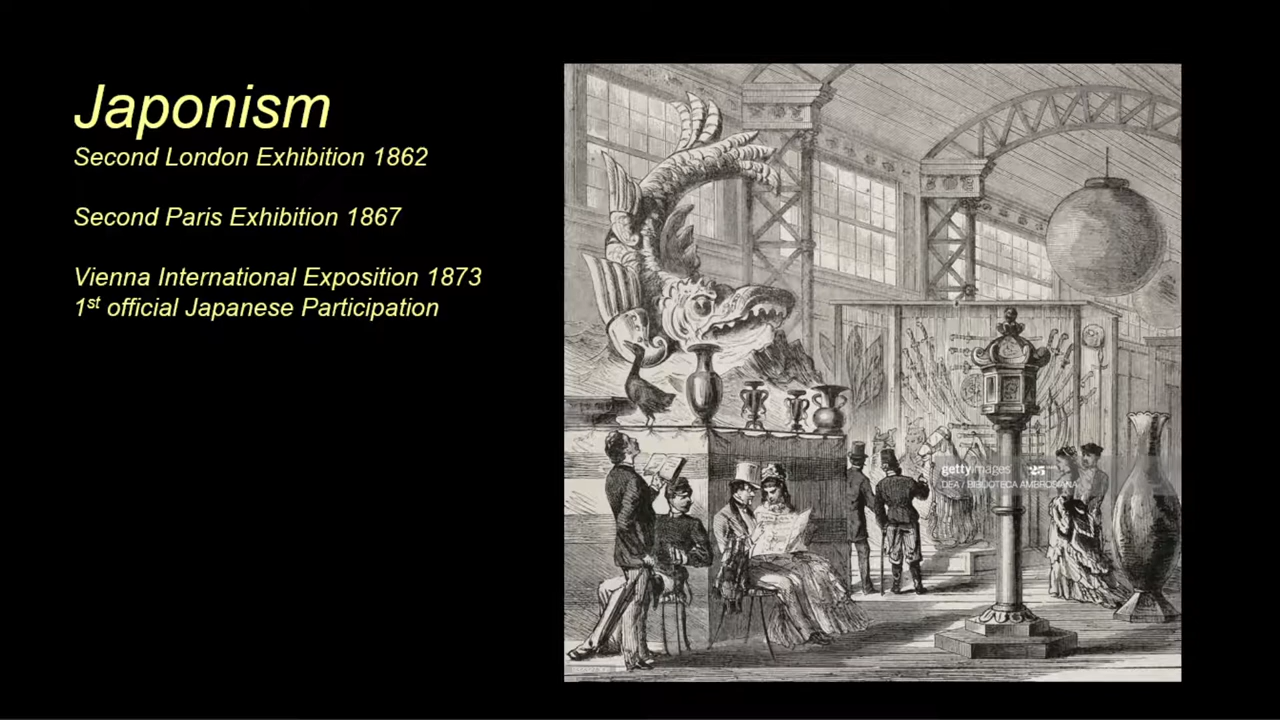 Japonism
Second London Exhibition 1862
Second Paris Exhibition 1867
Vienna International Exposition 1873
1st official Japanese Participation
gettyimages
DEA / BIBLIOTECA AMBROSIANA